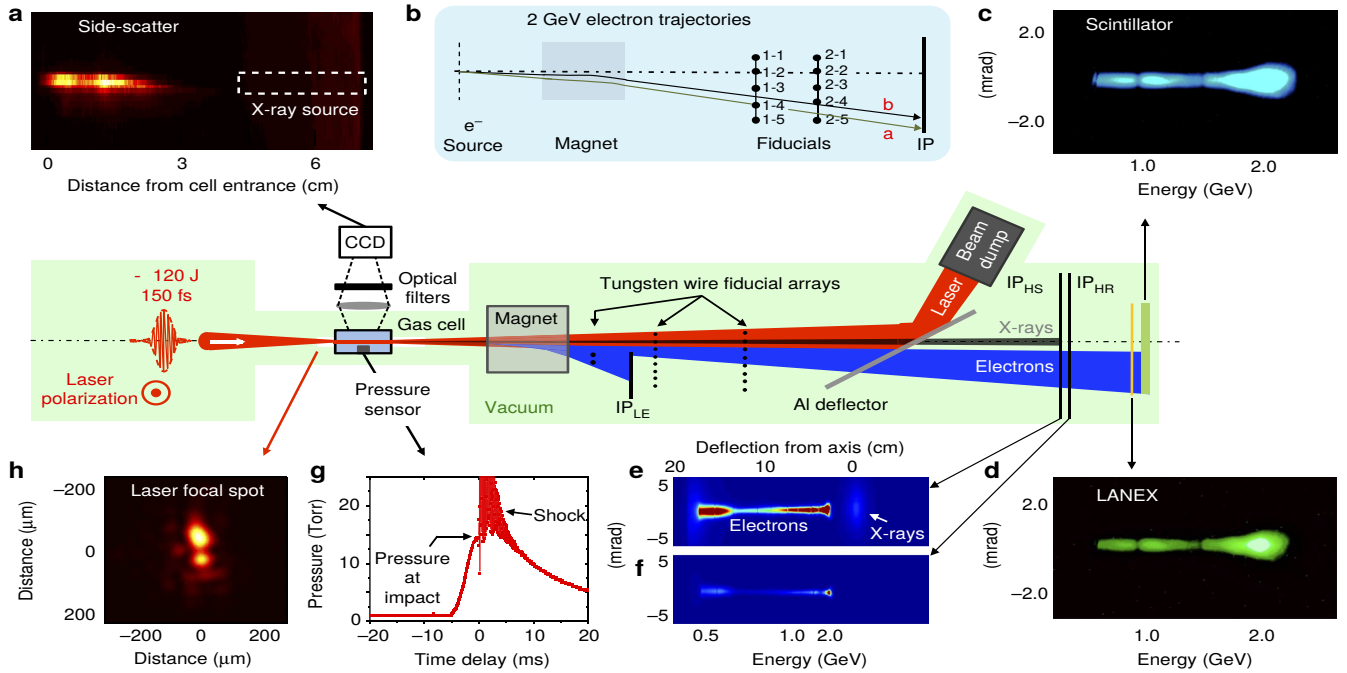 a
Side-scatter
X-ray source
0
3
6
Distance from cell entrance (cm)
b
2 GeV electron trajectories
1-1
1-2
1-3
1-4
1-5
2-1
2-2
2-3
2-4
2-5
b
a
e–
Source
Magnet
Fiducials
IP
c
Scintillator
2.0
(mrad)
–2.0
1.0
2.0
Energy (GeV)
- 120 J
150 fs
Laser
polarization
CCD
Optical
filters
Gas cell
Pressure
sensor
Magnet
Vacuum
Tungsten wire fiducial arrays
IPLE
Beam
dump
Laser
IPHS
IPHR
X-rays
Electrons
Al deflector
h
Laser focal spot
–200
0
200
Distance (μm)
–200
0
200
Distance (μm)
g
20
10
0
Pressure (Torr)
Shock
Pressure
at
impact
–20
–10
0
10
20
Time delay (ms)
Deflection from axis (cm)
20
10
0
e
5
–5
Electrons
X-rays
(mrad)
f
5
–5
0.5
1.0
2.0
Energy (GeV)
d
LANEX
2.0
(mrad)
–2.0
1.0
2.0
Energy (GeV)